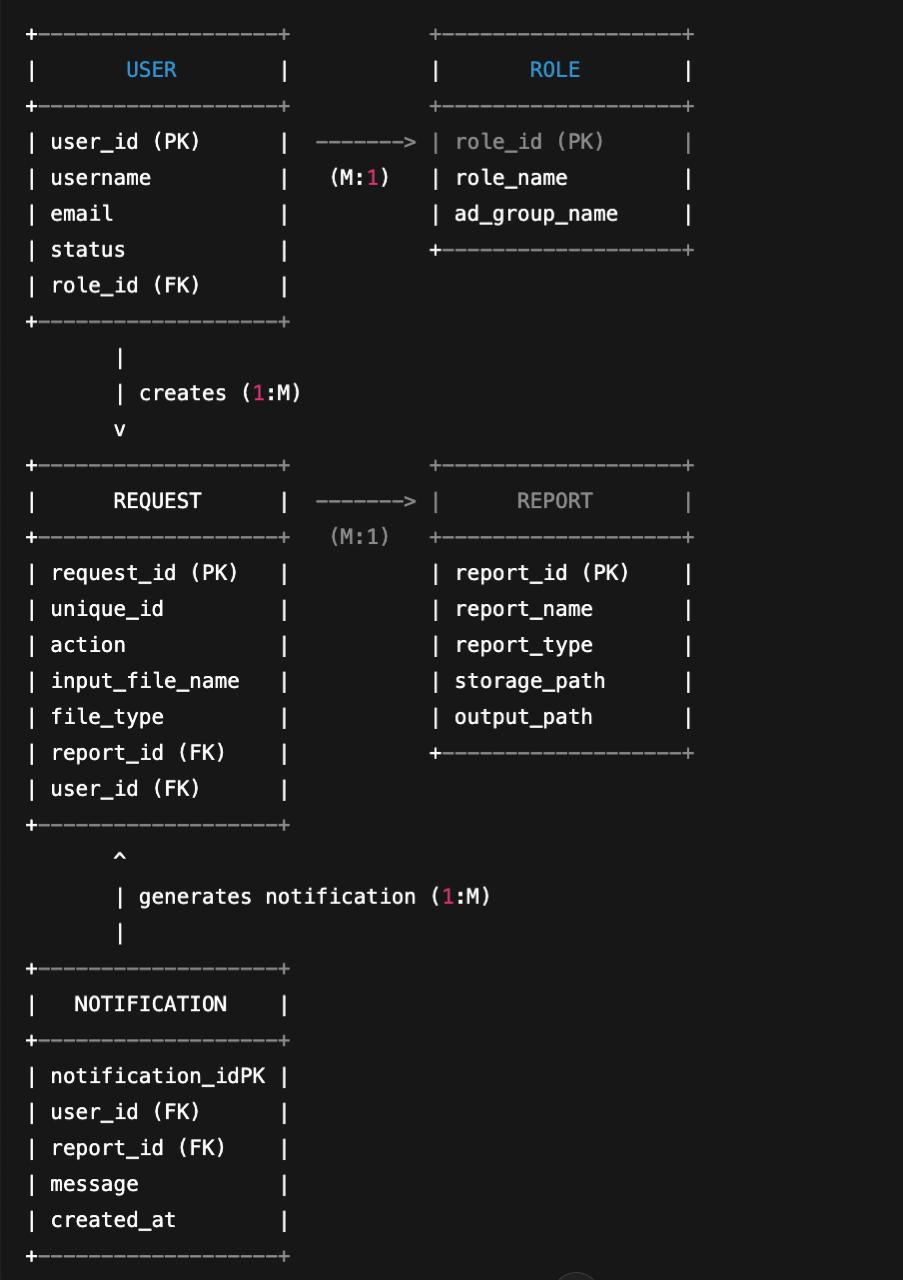 +-------------------+ +-------------------+
| USER | | ROLE |
+-------------------+ +-------------------+
| user_id (PK) | -------> | role_id (PK) |
| username | (M:1) | role_name |
| email | | ad_group_name |
| status | +-------------------+
| role_id (FK) |
+-------------------+
|
| creates (1:M)
v
+-------------------+ +-------------------+
| REQUEST | -------> | REPORT |
+-------------------+ (M:1) +-------------------+
| request_id (PK) | | report_id (PK) |
| unique_id | | report_name |
| action | | report_type |
| input_file_name | | storage_path |
| file_type | | output_path |
| report_id (FK) | +-------------------+
| user_id (FK) |
+-------------------+
^
| generates notification (1:M)
|
+-------------------+
| NOTIFICATION |
+-------------------+
| notification_idPK |
| user_id (FK) |
| report_id (FK) |
| message |
| created_at |
+-------------------+